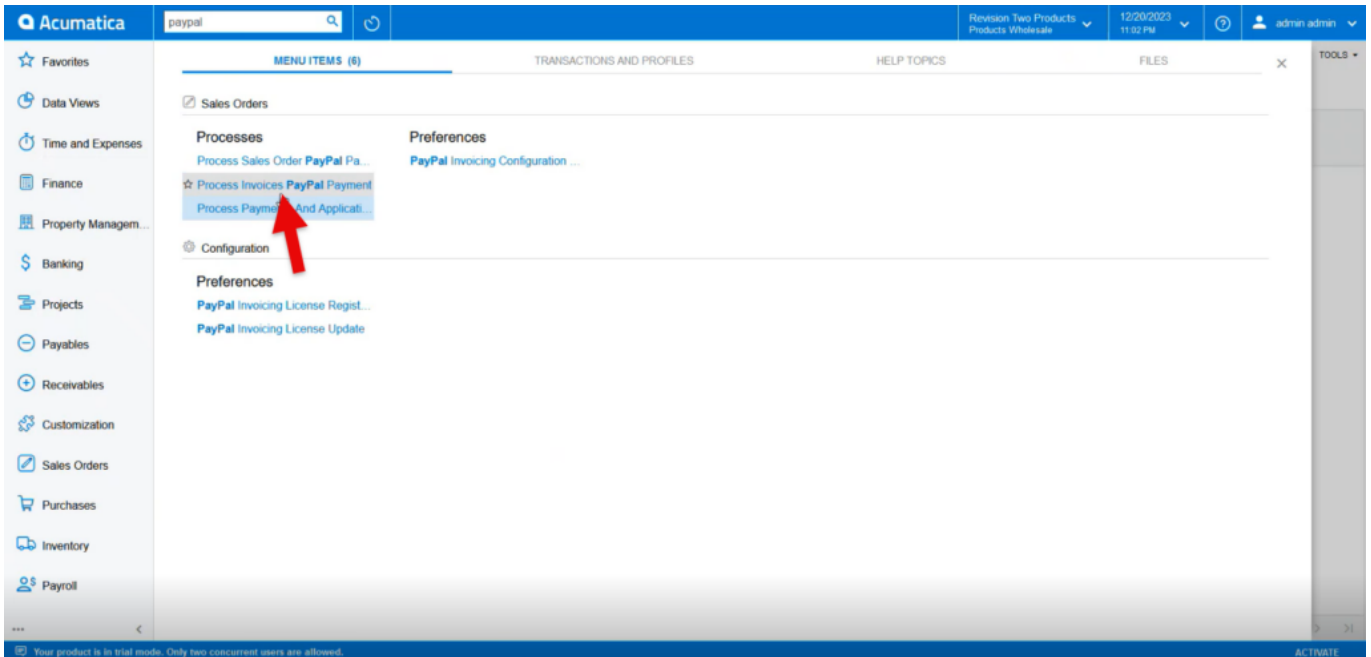 Acumatica
paypal
Revision Two Products
Products Wholesale
12/20/2023
11:02 PM
admin admin
TOOLS
Favorites
Data Views
Time and Expenses
Finance
Property Managem...
Banking
Projects
Payables
Receivables
Customization
Sales Orders
Purchases
Inventory
Payroll
MENU ITEMS (6)
TRANSACTIONS AND PROFILES
HELP TOPICS
FILES
Sales Orders
Processes
Process Sales Order PayPal Pa...
Process Invoices PayPal Payment
Process And Applicati...
Preferences
PayPal Invoicing Configuration ...
Configuration
Preferences
PayPal Invoicing License Regist...
PayPal Invoicing License Update
Your product is in trial mode. Only two concurrent users are allowed.
ACTIVATE